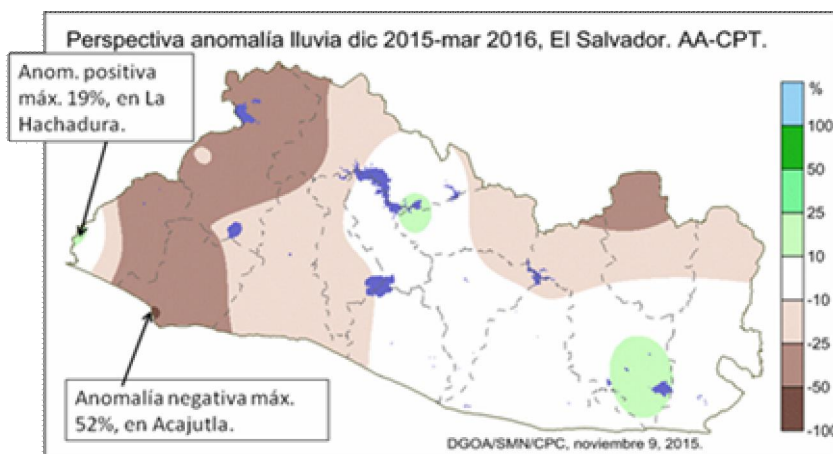 Perspectiva anomalía lluvia dic 2015-mar 2016, El Salvador. AA-CPT.
Anom. positiva
máx. 19%, en La
Hachadura.
%
100
50
25
10
-10
-25
-50
-100
Anomalía negativa máx.
52%, en Acajutla.
DGOA/SMN/CPC, noviembre 9, 2015.